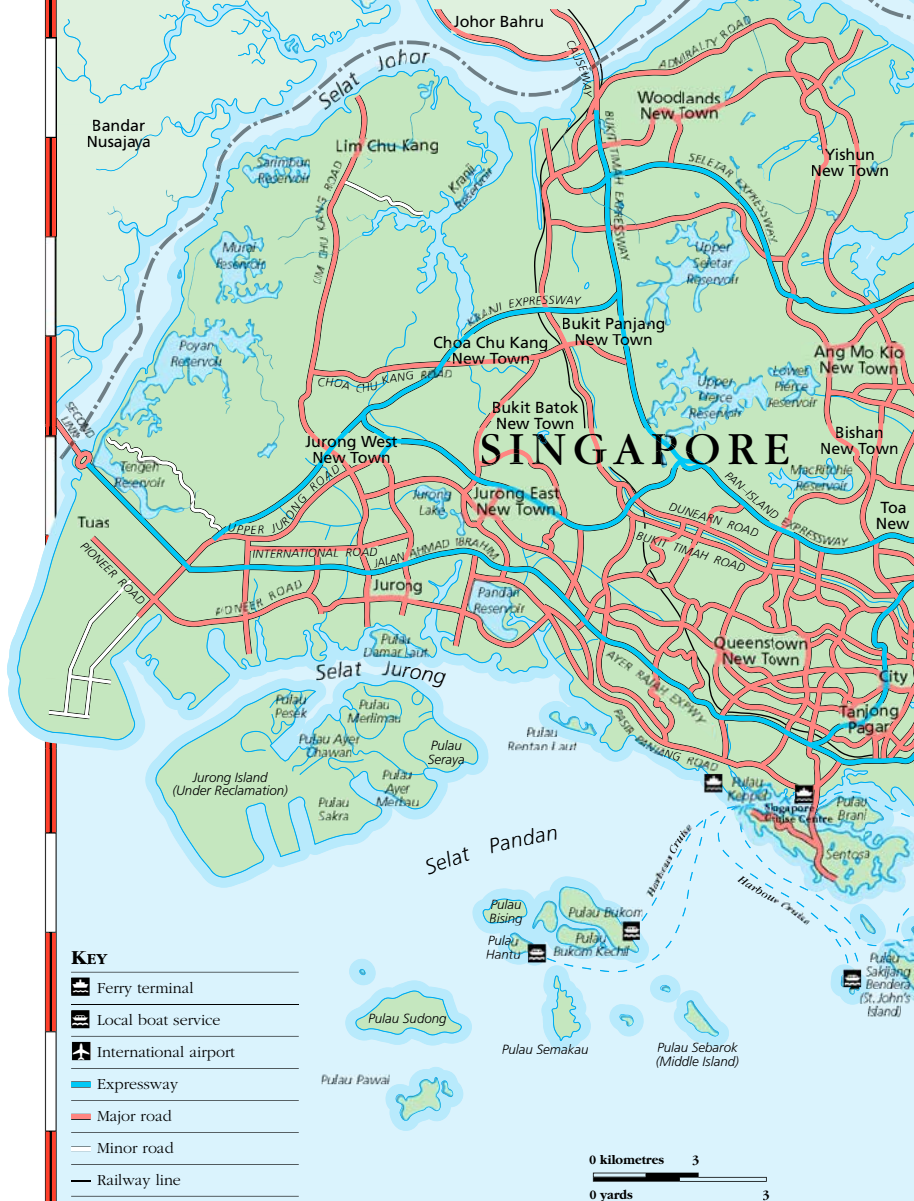 Johor Bahru
CAUSEWAY
ADMIRALTY ROAD
Selat Johor
Woodlands
New Town
Bandar
Nusajaya
Lim Chu Kang
BUKIT TIMAH EXPRESSWAY
SELETAR EXPRESSWAY
Yishun
New Town
Sarimbun
Reservoir
Kranji
Reservoir
LIM CHU KANG ROAD
Murai
Reservoir
Upper
Seletar
Reservoir
KRANJI EXPRESSWAY
Poyan
Reservoir
Choa Chu Kang
New Town
Bukit Panjang
New Town
Ang Mo Kio
New Town
CHOA CHU KANG ROAD
Upper
Pierce
Reservoir
Lower
Pierce
Reservoir
SECOND
LINK
Bukit Batok
New Town
Jurong West
New Town
SINGAPORE
Bishan
New Town
Tengeh
Reservoir
MacRitchie
Reservoir
Jurong
Lake
Jurong East
New Town
PAN-ISLAND EXPRESSWAY
Toa
New
Tuas
UPPER JURONG ROAD
DUNEARN ROAD
BUKIT TIMAH ROAD
INTERNATIONAL ROAD
JALAN AHMAD IBRAHIM
PIONEER ROAD
PIONEER ROAD
Jurong
Pandan
Reservoir
Pulau
Damar Laut
Queenstown
New Town
AYER RAJAH EXPWY
City
Selat Jurong
Tanjong
Pagar
Pulau
Pesek
Pulau
Merlimau
Pulau Ayer
Chawan
Pulau
Seraya
Pulau
Rentan Laut
PASIR PANJANG ROAD
Jurong Island
(Under Reclamation)
Pulau
Ayer
Merbau
Pulau
Sakra
Pulau
Keppel
Singapore
Cruise Centre
Pulau
Brani
Selat Pandan
Sentosa
Harbour Cruise
Harbour Cruise
Pulau
Bising
Pulau Bukom
Pulau
Hantu
Pulau
Bukom Kechil
Pulau
Sakijang
Bendera
(St. John's
Island)
Pulau Sudong
Pulau Semakau
Pulau Sebarok
(Middle Island)
Pulau Pawai
KEY
Ferry terminal
Local boat service
International airport
Expressway
Major road
Minor road
Railway line
0 kilometres 3
0 yards 3